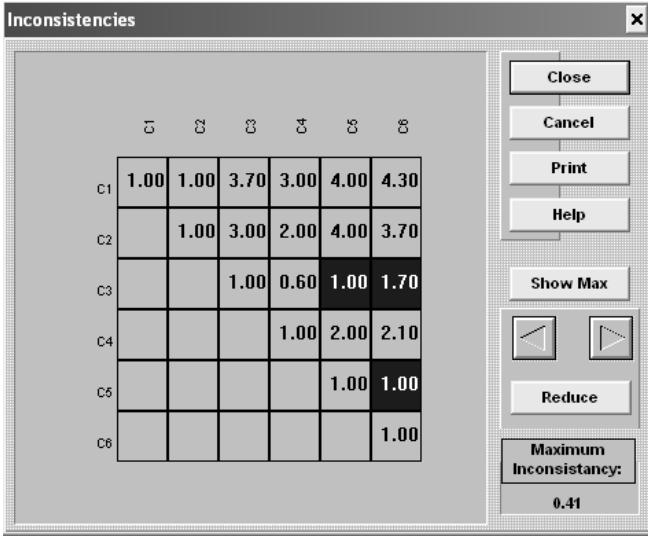 Inconsistencies
C1 C2 C3 C4 C5 C6
C1 1.00 1.00 3.70 3.00 4.00 4.30
C2 1.00 3.00 2.00 4.00 3.70
C3 1.00 0.60 1.00 1.70
C4 1.00 2.00 2.10
C5 1.00 1.00
C6 1.00
Close
Cancel
Print
Help
Show Max
Reduce
Maximum
Inconsistancy:
0.41